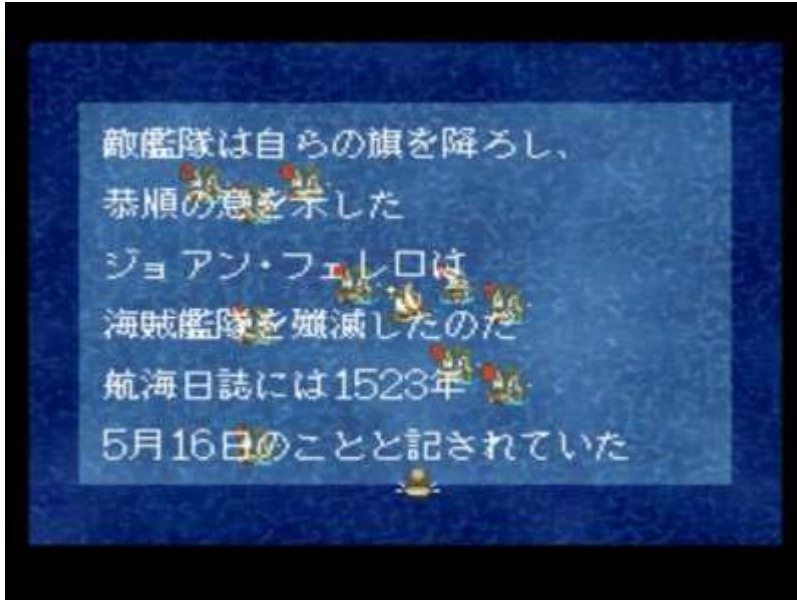 敵艦隊は自らの旗を降ろし、
恭順の意を示した
ジョアン・フェレロは
海賊艦隊を殲滅したのだ
航海日誌には1523年
5月16日のことと記されていた